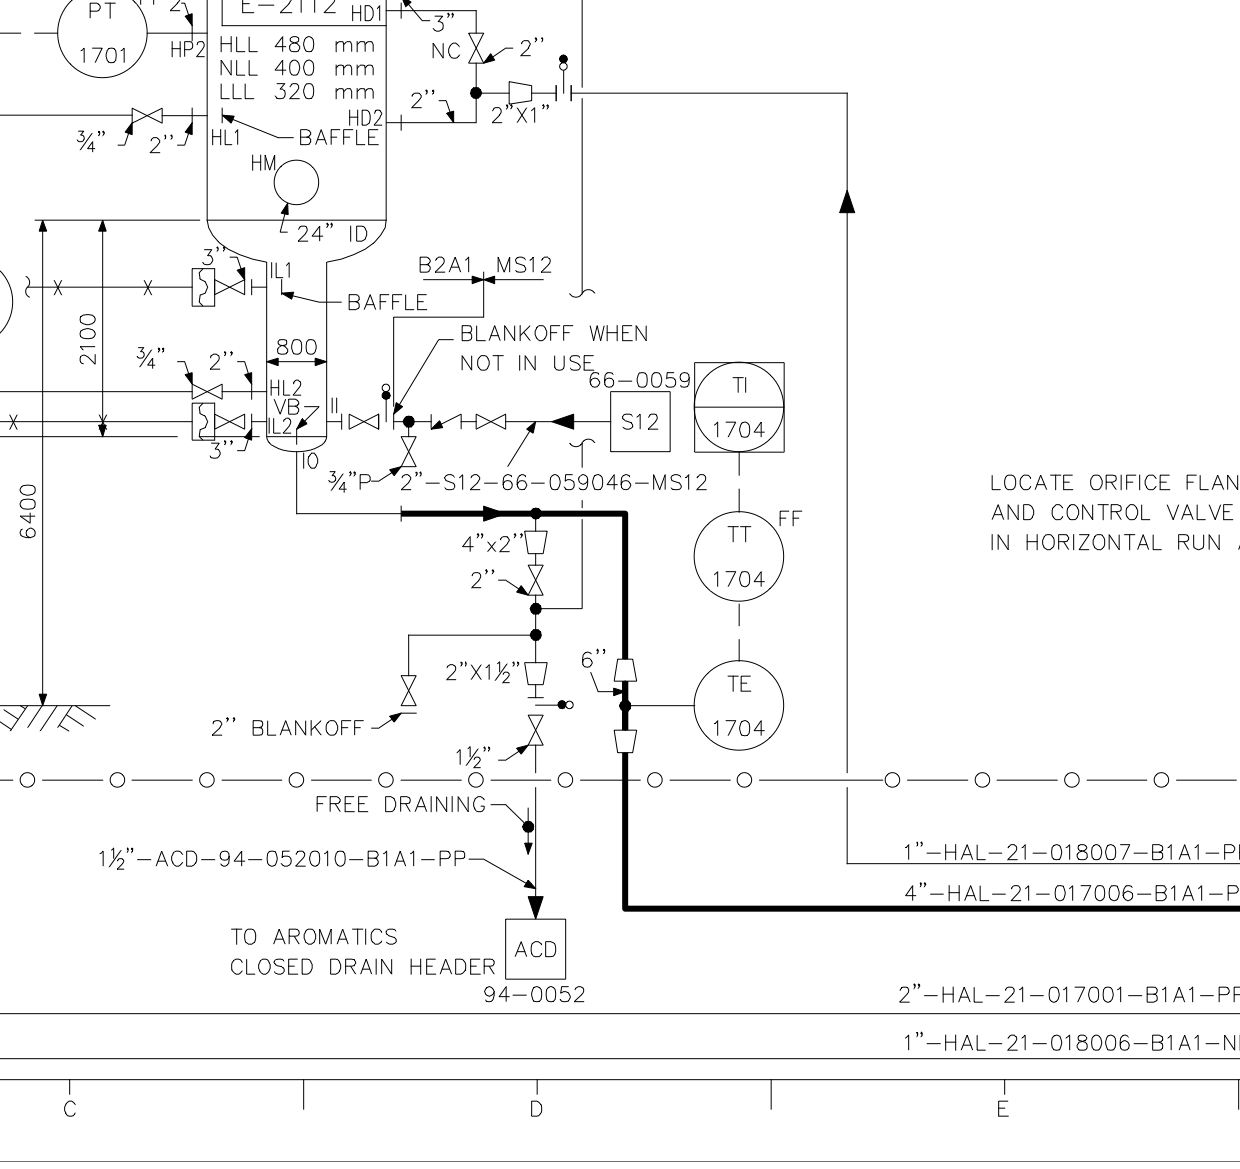 PT
1701
HP2
HD1
3”
NC
2’’
HLL 480 mm
NLL 400 mm
LLL 320 mm
2’’
HD2
2”X1”
¾”
2’’
HL1
BAFFLE
HM
24” ID
3’’
IL1
B2A1
MS12
BAFFLE
2100
BLANKOFF WHEN
NOT IN USE
800
¾”
2’’
HL2
VB
II
IL2
3’’
IO
66-0059
S12
TI
1704
¾”P
2”-S12-66-059046-MS12
6400
LOCATE ORIFICE FLAN
AND CONTROL VALVE
IN HORIZONTAL RUN
4”x2’’
2’’
TT
1704
FF
6’’
2”X1½”
TE
1704
2’’ BLANKOFF
1½”
FREE DRAINING
1½”-ACD-94-052010-B1A1-PP
1”-HAL-21-018007-B1A1-P
4”-HAL-21-017006-B1A1-P
TO AROMATICS
CLOSED DRAIN HEADER
ACD
94-0052
2”-HAL-21-017001-B1A1-PP
1”-HAL-21-018006-B1A1-N
C
D
E